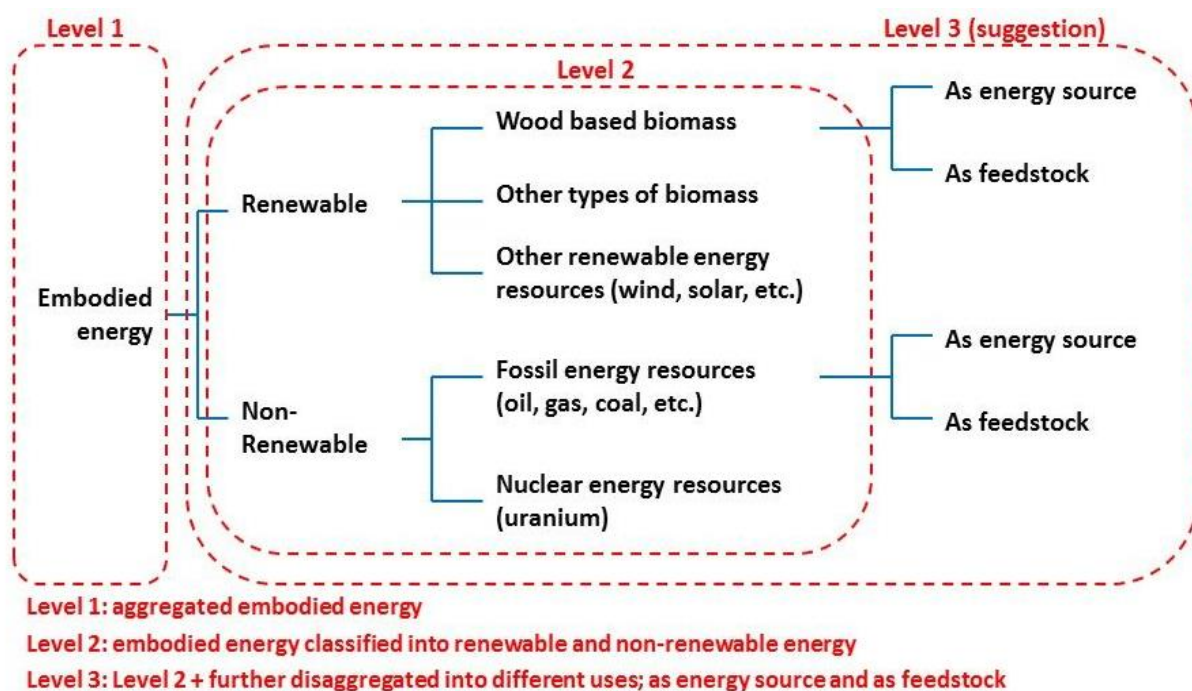 Level 1
Level 3 (suggestion)
Level 2
Embodied
energy
Renewable
Wood based biomass
Other types of biomass
Other renewable energy
resources (wind, solar, etc.)
As energy source
As feedstock
Non-
Renewable
Fossil energy resources
(oil, gas, coal, etc.)
Nuclear energy resources
(uranium)
As energy source
As feedstock
Level 1: aggregated embodied energy
Level 2: embodied energy classified into renewable and non-renewable energy
Level 3: Level 2 + further disaggregated into different uses; as energy source and as feedstock